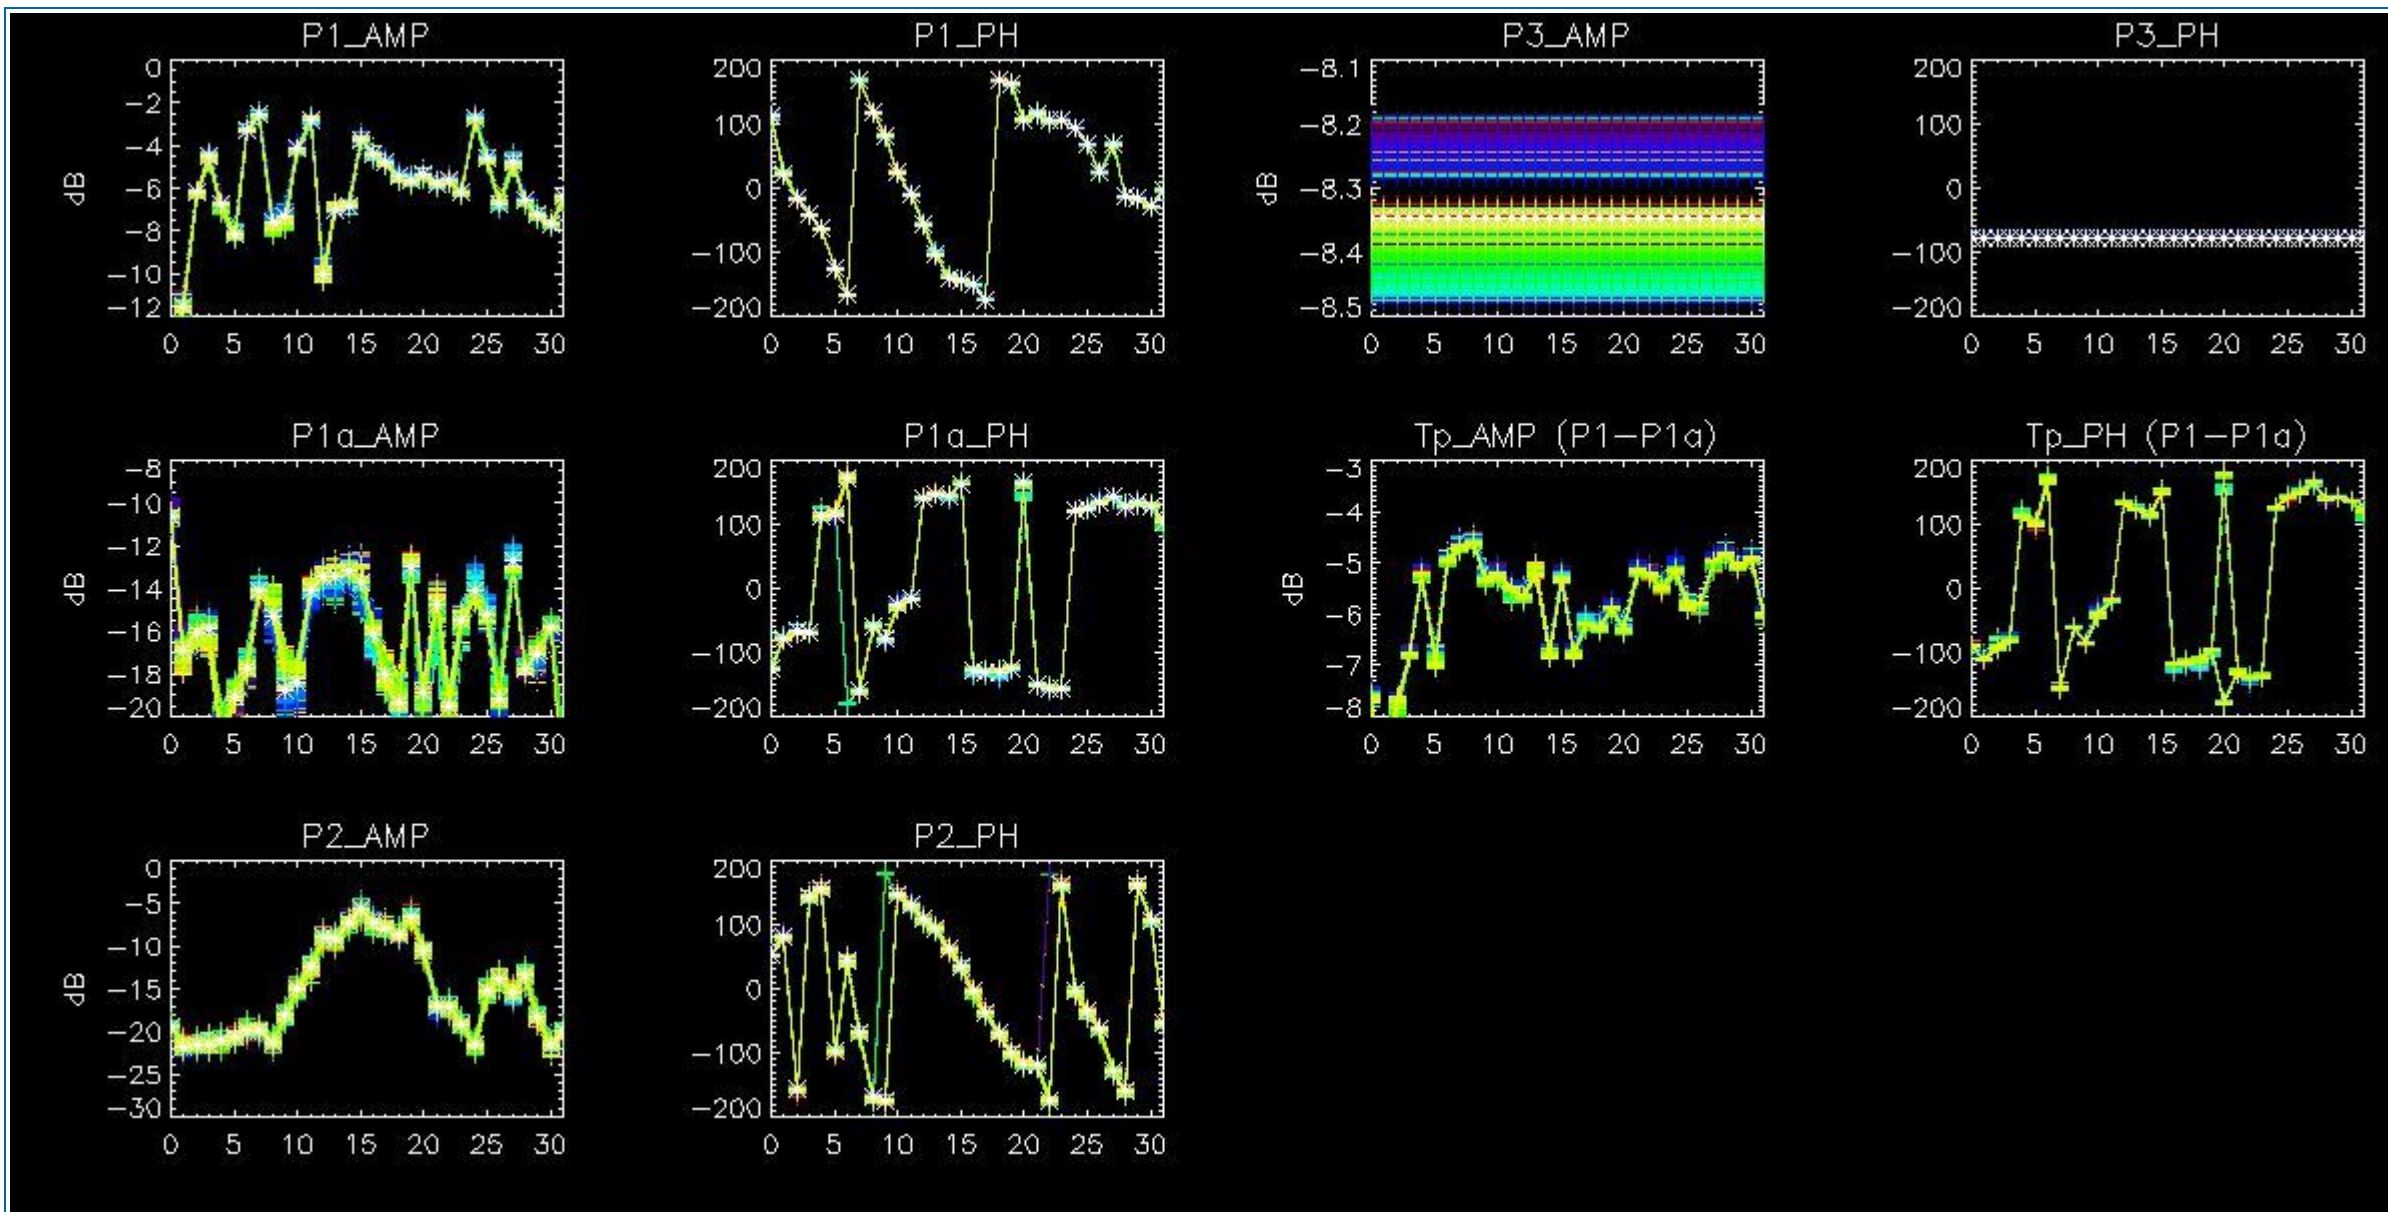 P1_AMP
0
−2
−4
−6
−8
−10
−12
dB
0 5 10 15 20 25 30
P1_PH
200
100
0
−100
−200
0 5 10 15 20 25 30
P3_AMP
−8.1
−8.2
−8.3
−8.4
−8.5
dB
0 5 10 15 20 25 30
P3_PH
200
100
0
−100
−200
0 5 10 15 20 25 30
P1a_AMP
−8
−10
−12
−14
−16
−18
−20
dB
0 5 10 15 20 25 30
P1a_PH
200
100
0
−100
−200
0 5 10 15 20 25 30
Tp_AMP (P1−P1a)
−3
−4
−5
−6
−7
−8
dB
0 5 10 15 20 25 30
Tp_PH (P1−P1a)
200
100
0
−100
−200
0 5 10 15 20 25 30
P2_AMP
0
−5
−10
−15
−20
−25
−30
dB
0 5 10 15 20 25 30
P2_PH
200
100
0
−100
−200
0 5 10 15 20 25 30